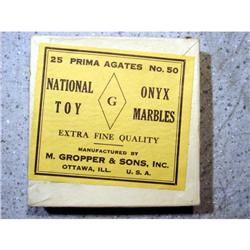 25 PRIMA AGATES No. 50
NATIONAL ONYX
G
TOY MARBLES
EXTRA FINE QUALITY
MANUFACTURED BY
M. GROPPER & SONS, INC.
OTTAWA, ILL. U. S. A.